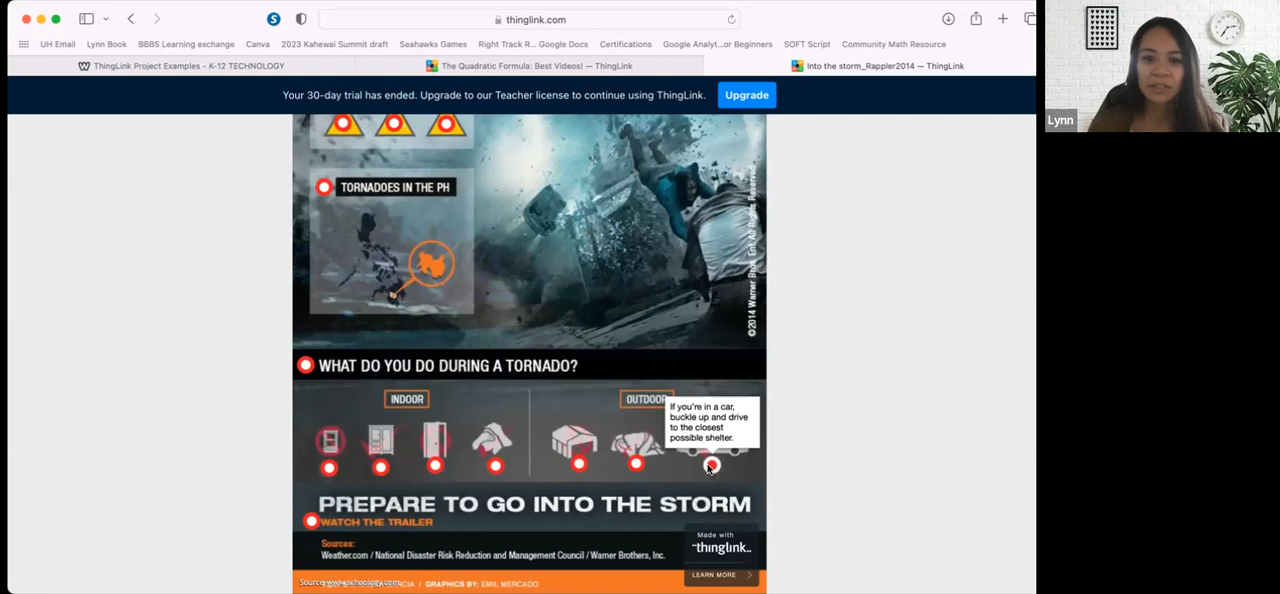 thinglink.com
UH Email
Lynn Book
BBBS Learning exchange
Canva
2023 Kahewai Summit draft
Seahawks Games
Right Track R... Google Docs
Certifications
Google Analyt...or Beginners
SOFT Script
Community Math Resource
ThingLink Project Examples - K-12 TECHNOLOGY
The Quadratic Formula: Best Videos! — ThingLink
Into the storm_Rappler2014 — ThingLink
Your 30-day trial has ended. Upgrade to our Teacher license to continue using ThingLink.
Upgrade
Lynn
TORNADOES IN THE PH
©2014 Warner Bros. Ent. All Rights Reserved.
WHAT DO YOU DO DURING A TORNADO?
INDOOR
OUTDOOR
If you're in a car,
buckle up and drive
to the closest
possible shelter.
PREPARE TO GO INTO THE STORM
WATCH THE TRAILER
Made with
thinglink..
LEARN MORE
Sources:
Weather.com / National Disaster Risk Reduction and Management Council / Warner Brothers, Inc.
Source: www.schoology.com
/ GRAPHICS BY: EMIL MERCADO